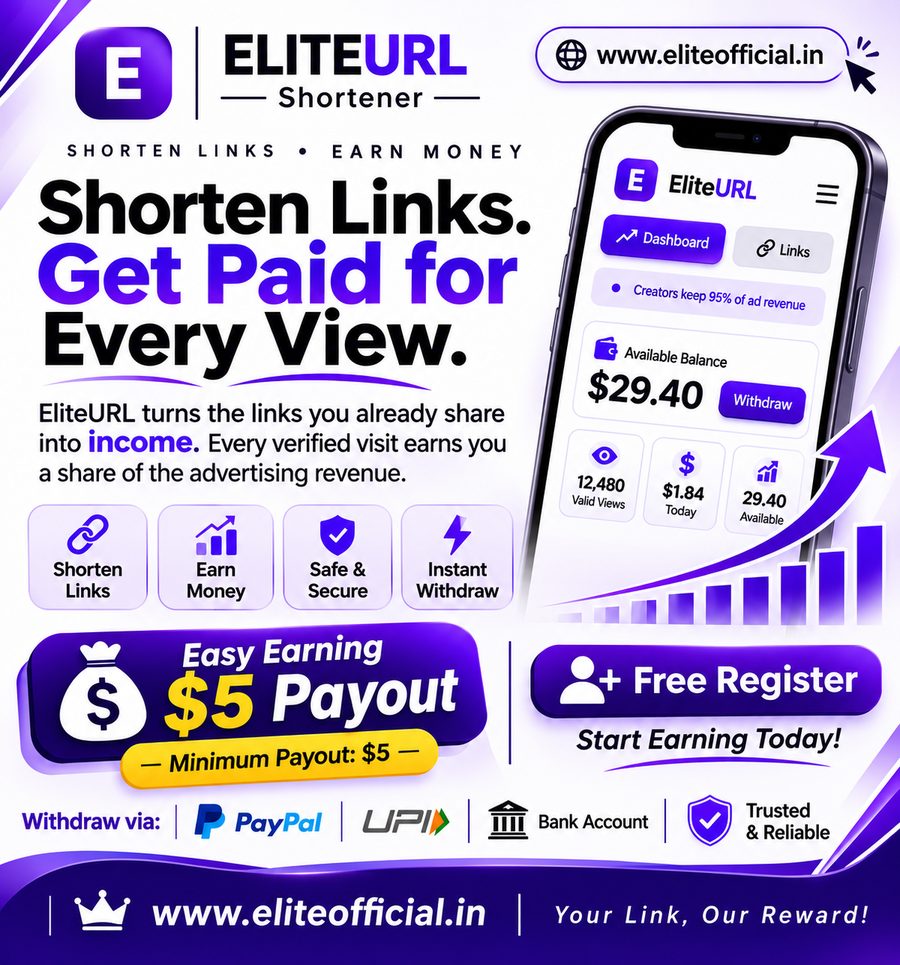 E
ELITEURL
Shortener
www.eliteofficial.in
SHORTEN LINKS • EARN MONEY
Shorten Links.
Get Paid for
Every View.
EliteURL turns the links you already share
into income. Every verified visit earns you
a share of the advertising revenue.
Shorten
Links
Earn
Money
Safe &
Secure
Instant
Withdraw
E EliteURL
Dashboard
Links
Creators keep 95% of ad revenue
Available Balance
$29.40
Withdraw
12,480
Valid Views
$
$1.84
Today
29.40
Available
$
Easy Earning
$5 Payout
— Minimum Payout: $5 —
Free Register
Start Earning Today!
Withdraw via:
PayPal
UPI
Bank Account
Trusted
& Reliable
www.eliteofficial.in
Your Link, Our Reward!